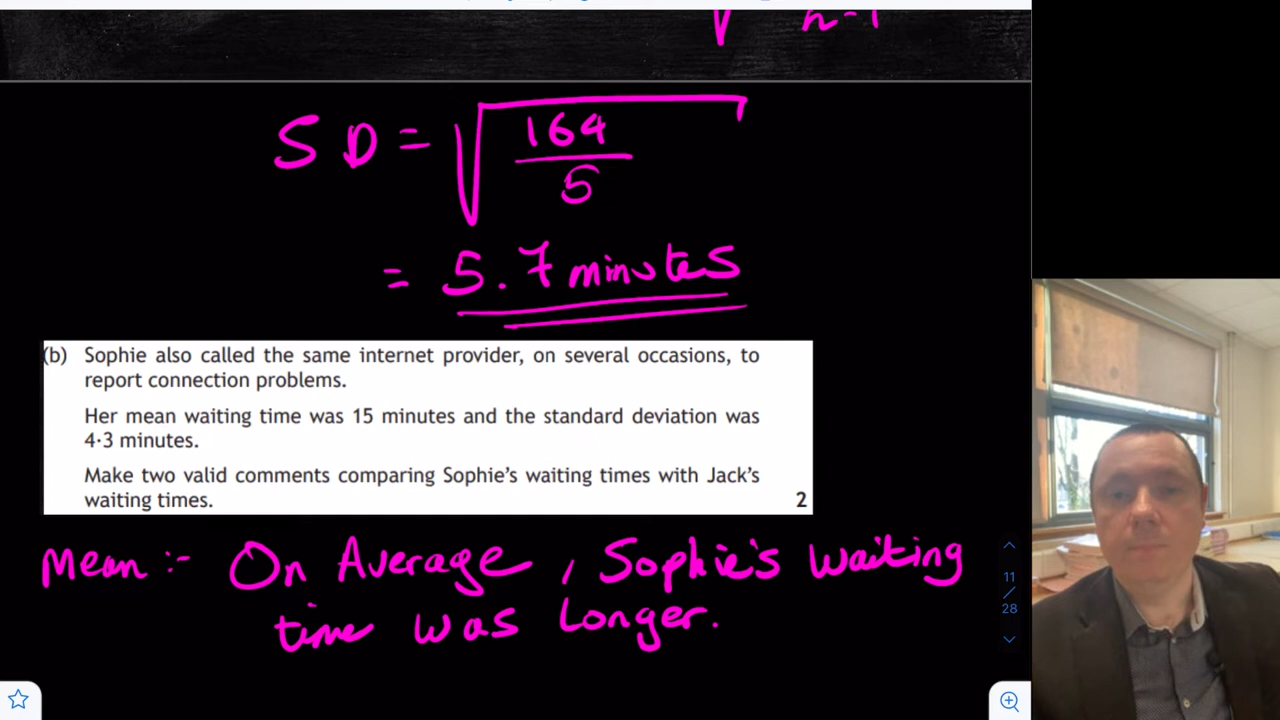 n-1
SD = √164/5
= 5.7 minutes
(b) Sophie also called the same internet provider, on several occasions, to
report connection problems.
Her mean waiting time was 15 minutes and the standard deviation was
4·3 minutes.
Make two valid comments comparing Sophie's waiting times with Jack's
waiting times.
2
Mean :- On Average, Sophie's waiting
time was Longer.
11
/
28